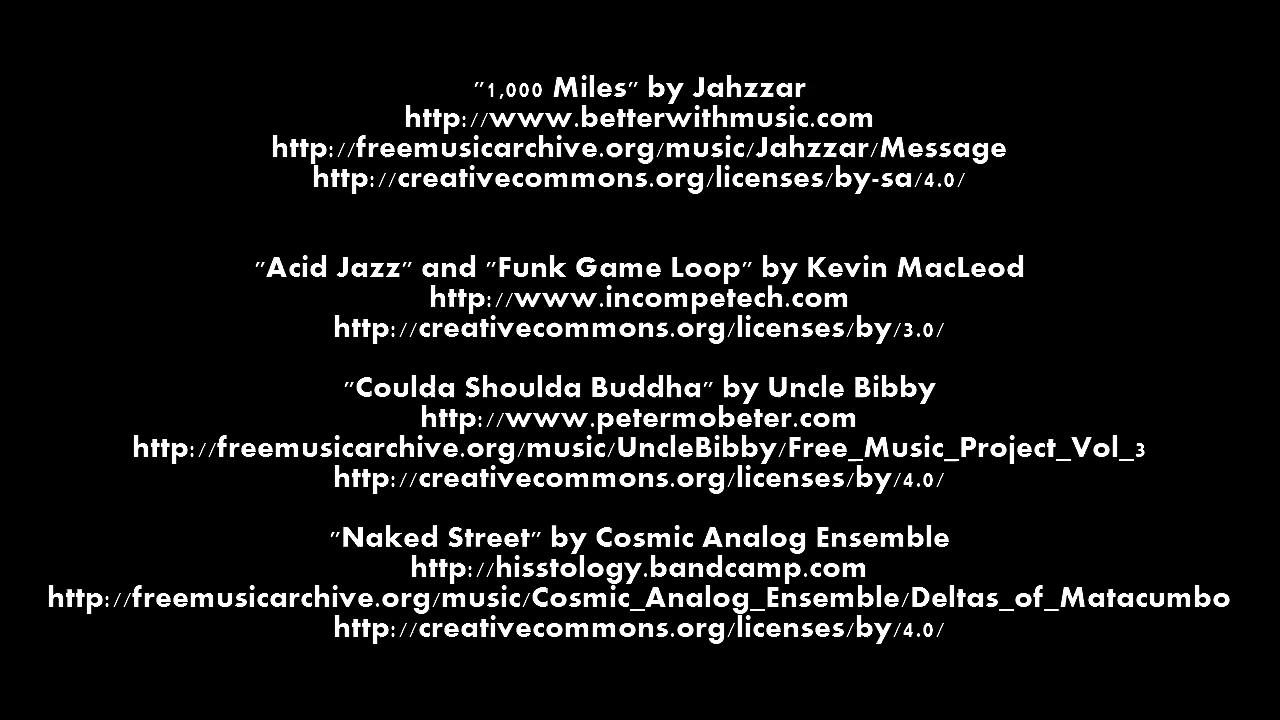 "1,000 Miles" by Jahzzar
http://www.betterwithmusic.com
http://freemusicarchive.org/music/Jahzzar/Message
http://creativecommons.org/licenses/by-sa/4.0/
"Acid Jazz" and "Funk Game Loop" by Kevin MacLeod
http://www.incompetech.com
http://creativecommons.org/licenses/by/3.0/
"Coulda Shoulda Buddha" by Uncle Bibby
http://www.petermobeter.com
http://freemusicarchive.org/music/UncleBibby/Free_Music_Project_Vol_3
http://creativecommons.org/licenses/by/4.0/
"Naked Street" by Cosmic Analog Ensemble
http://hisstology.bandcamp.com
http://freemusicarchive.org/music/Cosmic_Analog_Ensemble/Deltas_of_Matacumbo
http://creativecommons.org/licenses/by/4.0/